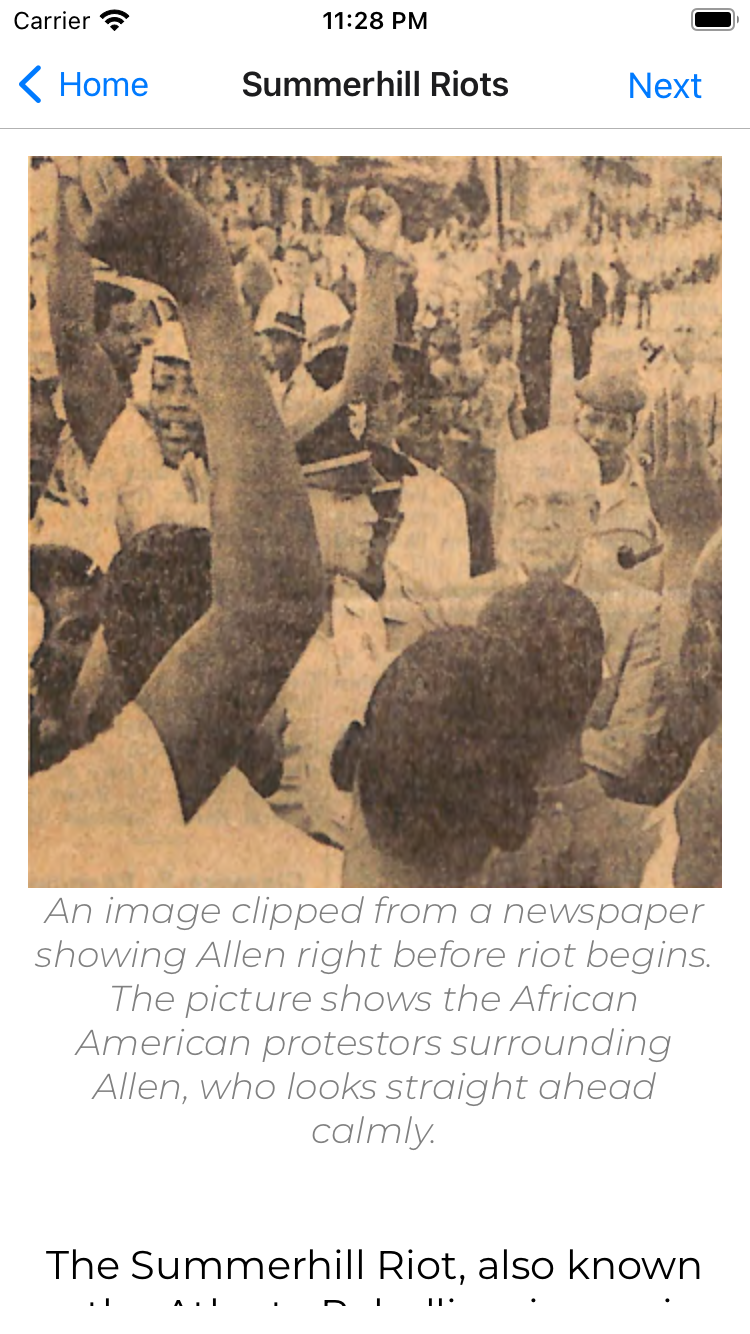 Carrier 11:28 PM
Home Summerhill Riots Next
An image clipped from a newspaper
showing Allen right before riot begins.
The picture shows the African
American protestors surrounding
Allen, who looks straight ahead
calmly.
The Summerhill Riot, also known